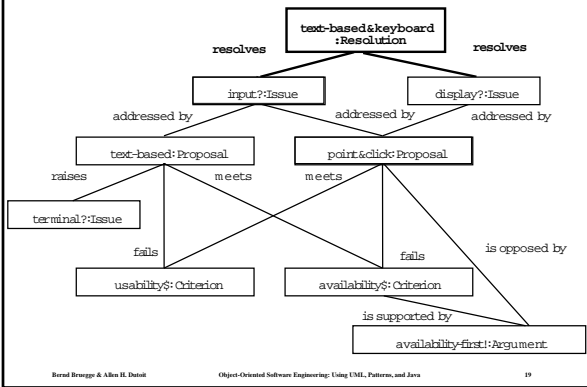 text-based&keyboard
:Resolution
resolves
resolves
input?:Issue
display?:Issue
addressed by
addressed by
addressed by
text-based:Proposal
point&click:Proposal
raises
meets
meets
terminal?:Issue
fails
fails
is opposed by
usability$:Criterion
availability$:Criterion
is supported by
availability-first!:Argument
Bernd Bruegge & Allen H. Dutoit
Object-Oriented Software Engineering: Using UML, Patterns, and Java
19